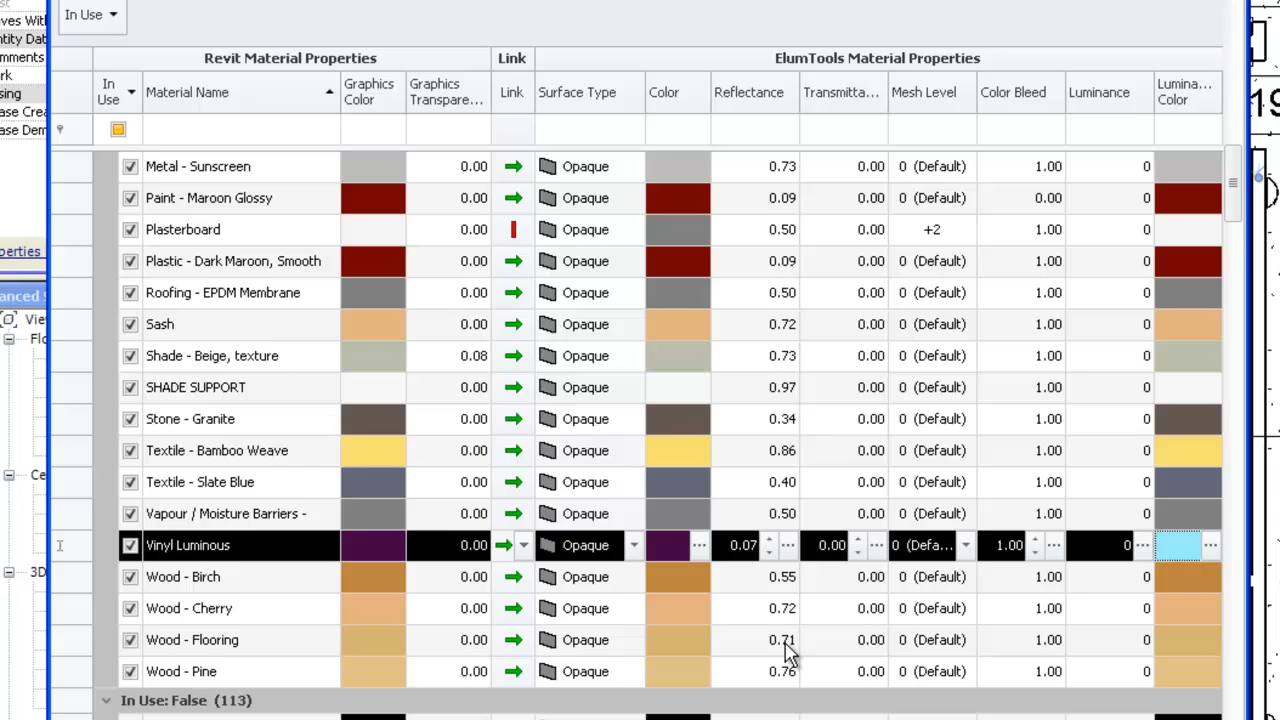 In Use
Revit Material Properties Link ElumTools Material Properties
In Use Material Name Graphics Color Graphics Transpare... Link Surface Type Color Reflectance Transmitta... Mesh Level Color Bleed Luminance Lumina... Color
Metal - Sunscreen 0.00 Opaque 0.73 0.00 0 (Default) 1.00 0
Paint - Maroon Glossy 0.00 Opaque 0.09 0.00 0 (Default) 0.00 0
Plasterboard 0.00 Opaque 0.50 0.00 +2 1.00 0
Plastic - Dark Maroon, Smooth 0.00 Opaque 0.09 0.00 0 (Default) 1.00 0
Roofing - EPDM Membrane 0.00 Opaque 0.50 0.00 0 (Default) 1.00 0
Sash 0.00 Opaque 0.72 0.00 0 (Default) 1.00 0
Shade - Beige, texture 0.00 Opaque 0.73 0.00 0 (Default) 1.00 0
SHADE SUPPORT 0.00 Opaque 0.97 0.00 0 (Default) 1.00 0
Stone - Granite 0.00 Opaque 0.34 0.00 0 (Default) 1.00 0
Textile - Bamboo Weave 0.00 Opaque 0.86 0.00 0 (Default) 1.00 0
Textile - Slate Blue 0.00 Opaque 0.40 0.00 0 (Default) 1.00 0
Vapour / Moisture Barriers - 0.00 Opaque 0.50 0.00 0 (Default) 1.00 0
Vinyl Luminous 0.00 Opaque 0.07 ... 0.00 ... 0 (Defa... 1.00 ... 0 ...
Wood - Birch 0.00 Opaque 0.55 0.00 0 (Default) 1.00 0
Wood - Cherry 0.00 Opaque 0.72 0.00 0 (Default) 1.00 0
Wood - Flooring 0.00 Opaque 0.71 0.00 0 (Default) 1.00 0
Wood - Pine 0.00 Opaque 0.76 0.00 0 (Default) 1.00 0
In Use: False (113)